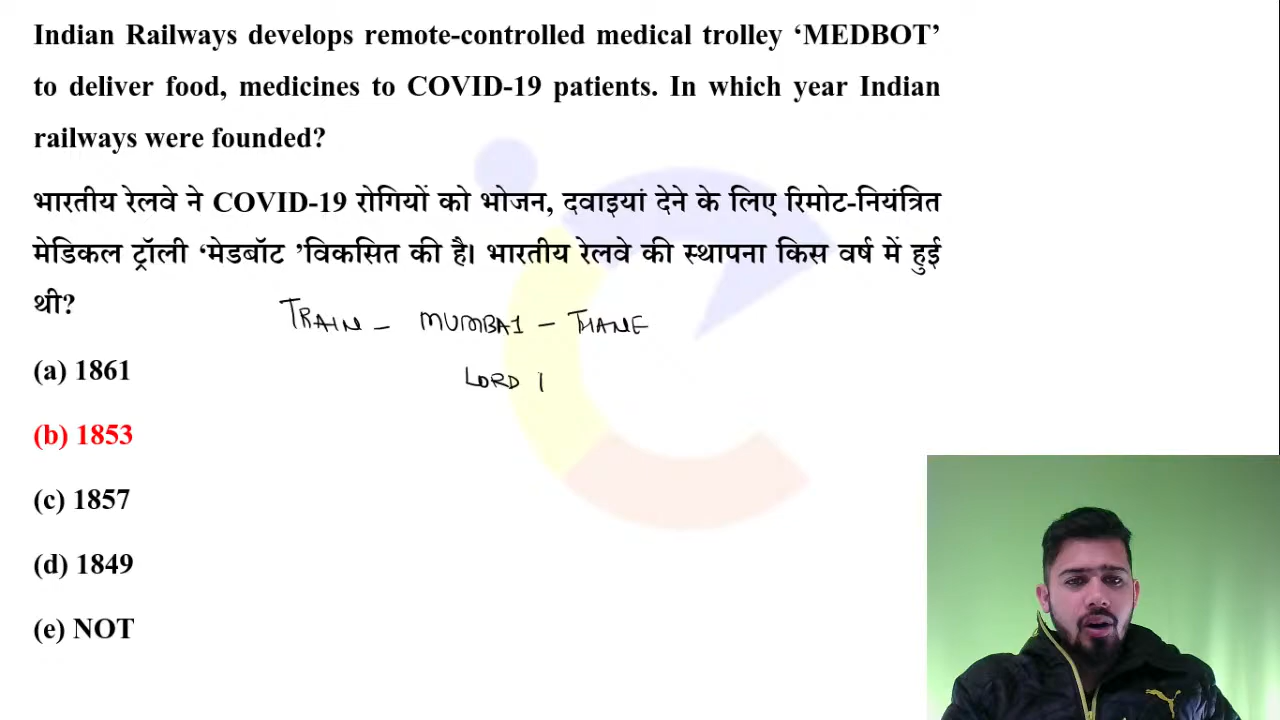 Indian Railways develops remote-controlled medical trolley ‘MEDBOT’
to deliver food, medicines to COVID-19 patients. In which year Indian
railways were founded?
भारतीय रेलवे ने COVID-19 रोगियों को भोजन, दवाइयां देने के लिए रिमोट-नियंत्रित
मेडिकल ट्रॉली ‘मेडबॉट ’विकसित की है। भारतीय रेलवे की स्थापना किस वर्ष में हुई
थी?
TRAIN - MUMBAI - THANE
(a) 1861
LORD
(b) 1853
(c) 1857
(d) 1849
(e) NOT